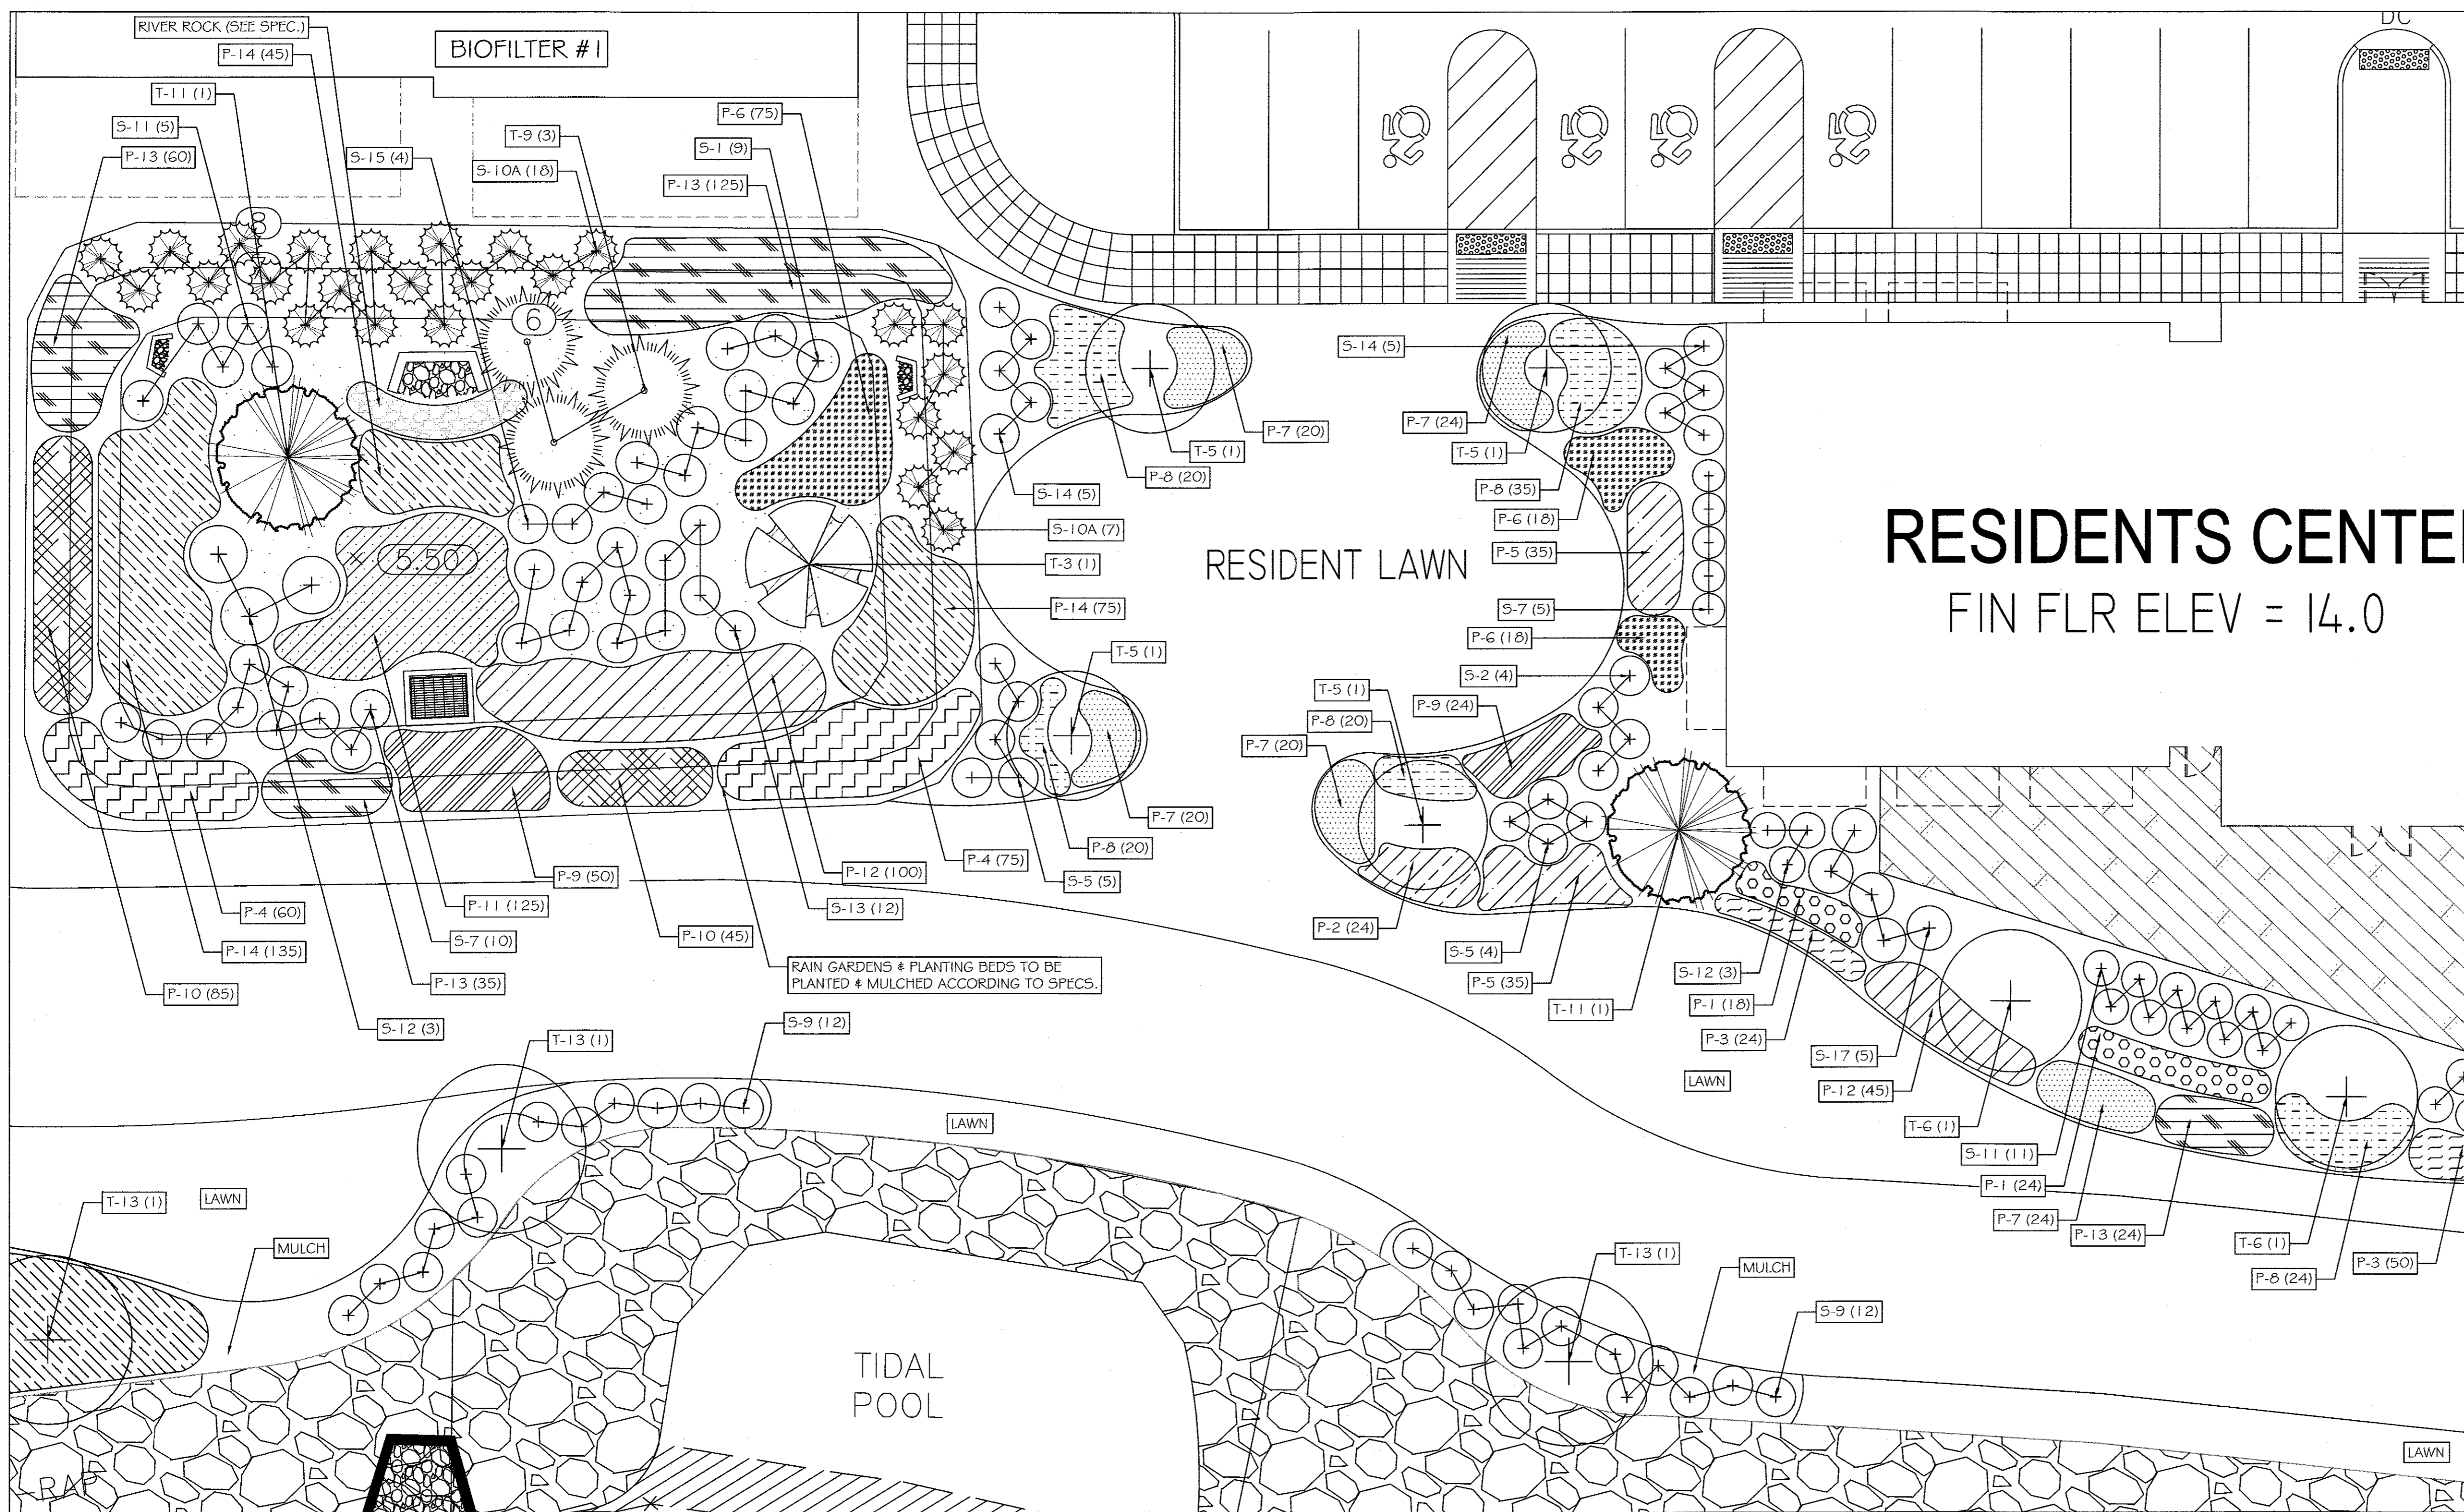 DC
RIVER ROCK (SEE SPEC.)
BIOFILTER #1
P-14 (45)
T-11 (1)
P-6 (75)
S-11 (5)
T-9 (3)
S-1 (9)
P-13 (60)
S-15 (4)
S-10A (18)
P-13 (125)
8
7
6
S-14 (5)
P-7 (24)
P-7 (20)
T-5 (1)
T-5 (1)
P-8 (20)
P-8 (35)
S-14 (5)
P-6 (18)
S-10A (7)
RESIDENTS CENTE
5.50
P-5 (35)
RESIDENT LAWN
T-3 (1)
P-14 (75)
S-7 (5)
FIN FLR ELEV = 14.0
P-6 (18)
T-5 (1)
S-2 (4)
T-5 (1)
P-9 (24)
P-8 (20)
P-7 (20)
P-7 (20)
P-8 (20)
P-4 (75)
P-12 (100)
P-9 (50)
S-5 (5)
P-11 (125)
S-13 (12)
P-4 (60)
P-2 (24)
P-10 (45)
S-7 (10)
P-14 (135)
S-5 (4)
RAIN GARDENS & PLANTING BEDS TO BE
PLANTED & MULCHED ACCORDING TO SPECS.
S-12 (3)
P-5 (35)
P-13 (35)
P-10 (85)
P-1 (18)
T-11 (1)
S-12 (3)
S-9 (12)
P-3 (24)
T-13 (1)
S-17 (5)
LAWN
P-12 (45)
LAWN
T-6 (1)
S-11 (11)
P-1 (24)
T-13 (1)
LAWN
P-7 (24)
P-13 (24)
MULCH
T-6 (1)
T-13 (1)
P-3 (50)
MULCH
P-8 (24)
S-9 (12)
TIDAL
POOL
LAWN
RAP